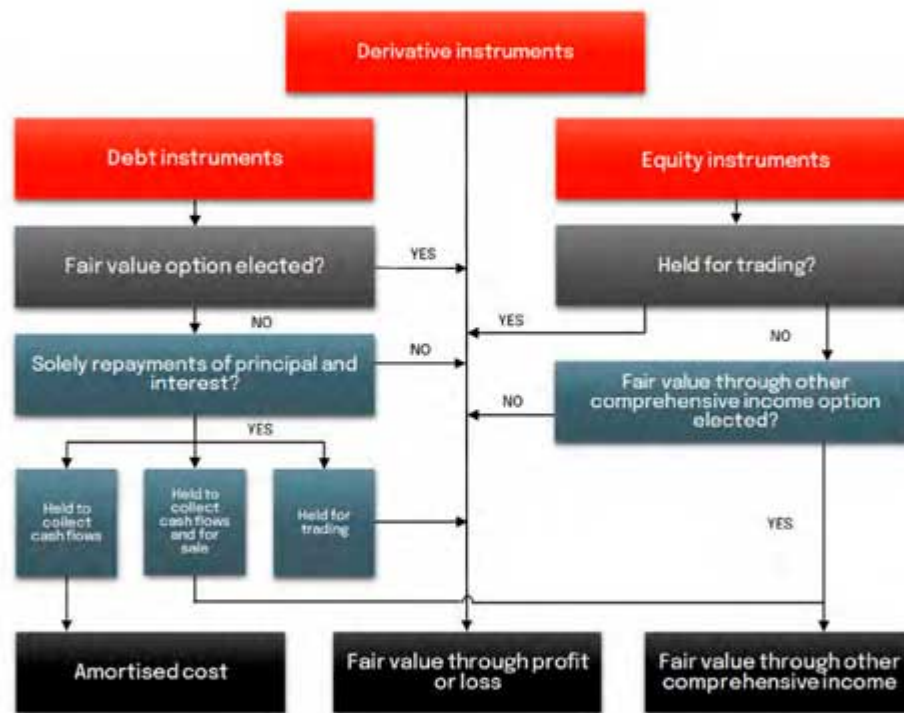 Derivative instruments
Debt instruments
Equity instruments
Fair value option elected?
YES
Held for trading?
NO
YES
NO
Solely repayments of principal and
interest?
NO
Fair value through other
comprehensive income option
elected?
NO
YES
Held to
collect
cash flows
Held to
collect
cash flows
and for
sale
Held for
trading
YES
Amortised cost
Fair value through profit
or loss
Fair value through other
comprehensive income